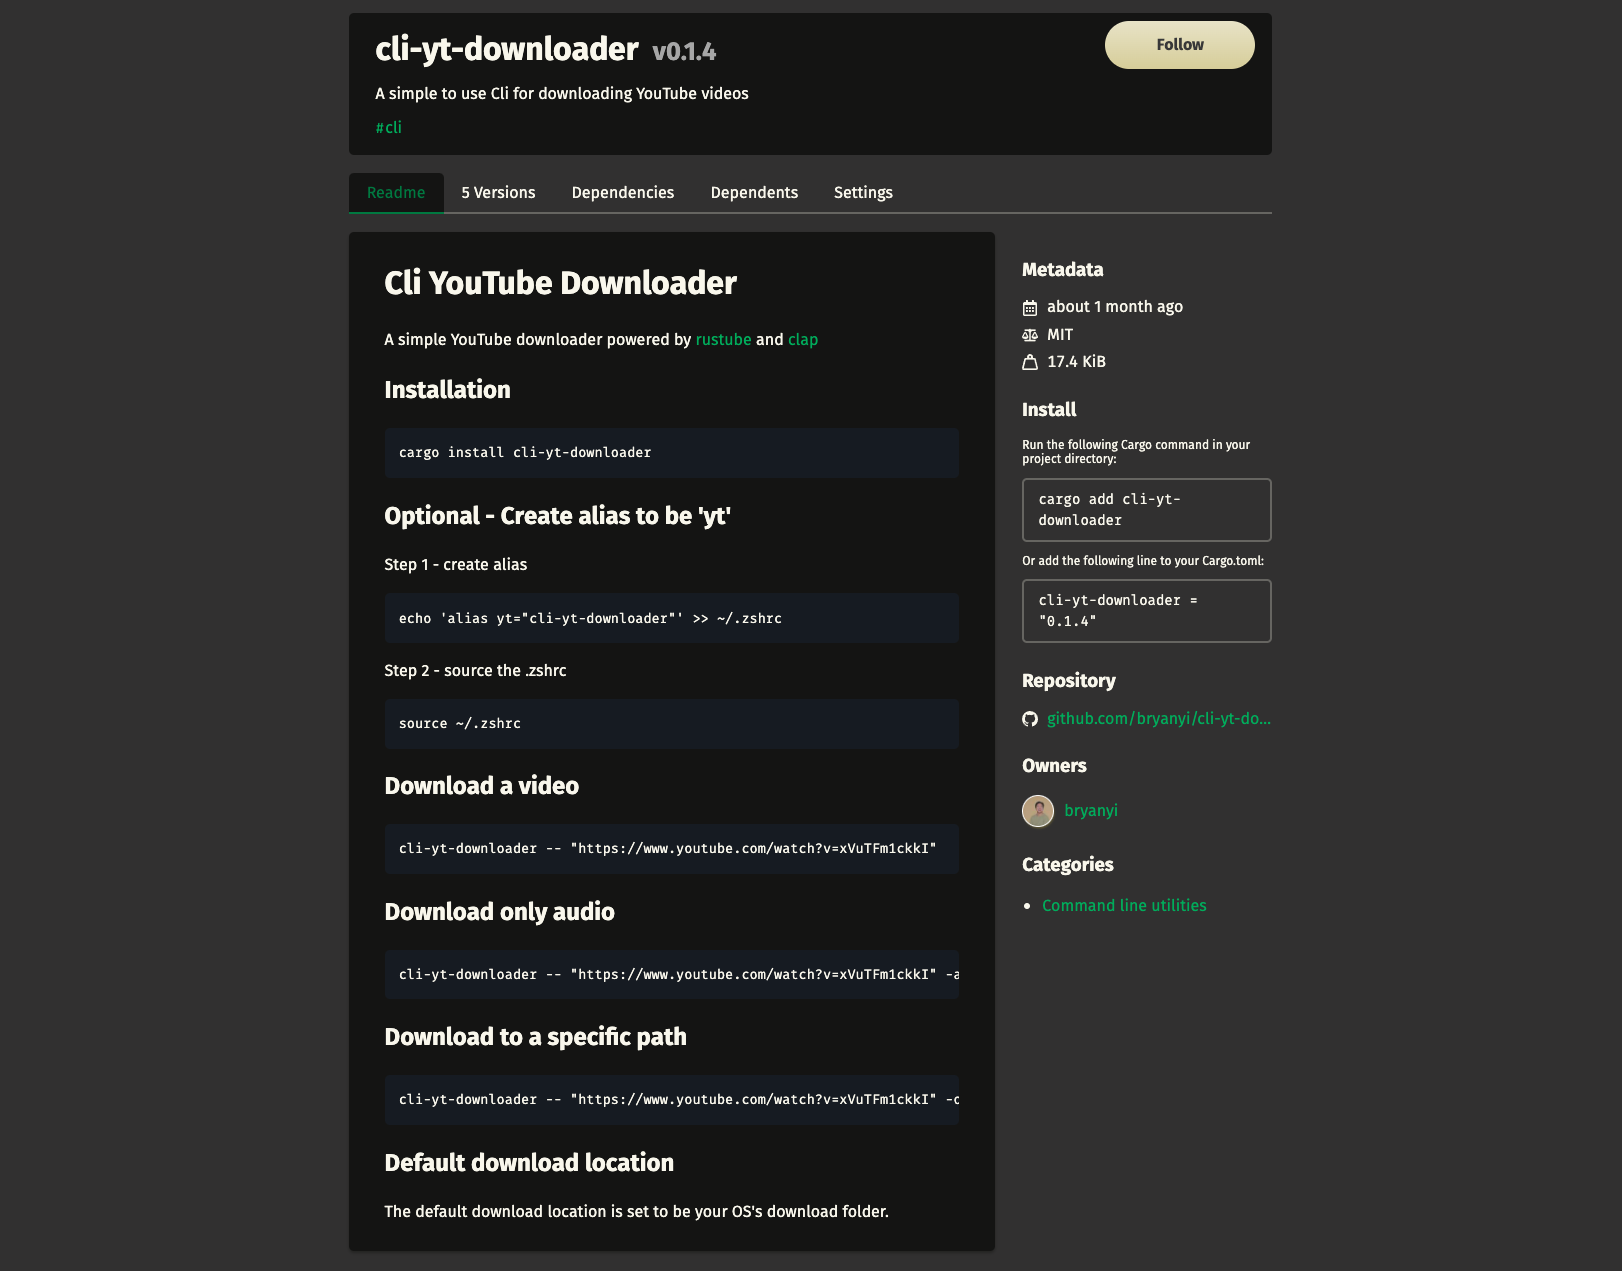 cli-yt-downloader v0.1.4
Follow
A simple to use Cli for downloading YouTube videos
#cli
Readme
5 Versions
Dependencies
Dependents
Settings
Cli YouTube Downloader
A simple YouTube downloader powered by rustube and clap
Installation
cargo install cli-yt-downloader
Optional - Create alias to be 'yt'
Step 1 - create alias
echo 'alias yt="cli-yt-downloader"' >> ~/.zshrc
Step 2 - source the .zshrc
source ~/.zshrc
Download a video
cli-yt-downloader -- "https://www.youtube.com/watch?v=xVuTFm1ckkI"
Download only audio
cli-yt-downloader -- "https://www.youtube.com/watch?v=xVuTFm1ckkI" -a
Download to a specific path
cli-yt-downloader -- "https://www.youtube.com/watch?v=xVuTFm1ckkI"
Default download location
The default download location is set to be your OS's download folder.
Metadata
about 1 month ago
MIT
17.4 KiB
Install
Run the following Cargo command in your
project directory:
cargo add cli-yt-
downloader
Or add the following line to your Cargo.toml:
cli-yt-downloader =
"0.1.4"
Repository
github.com/bryanyi/cli-yt-do...
Owners
bryanyi
Categories
Command line utilities